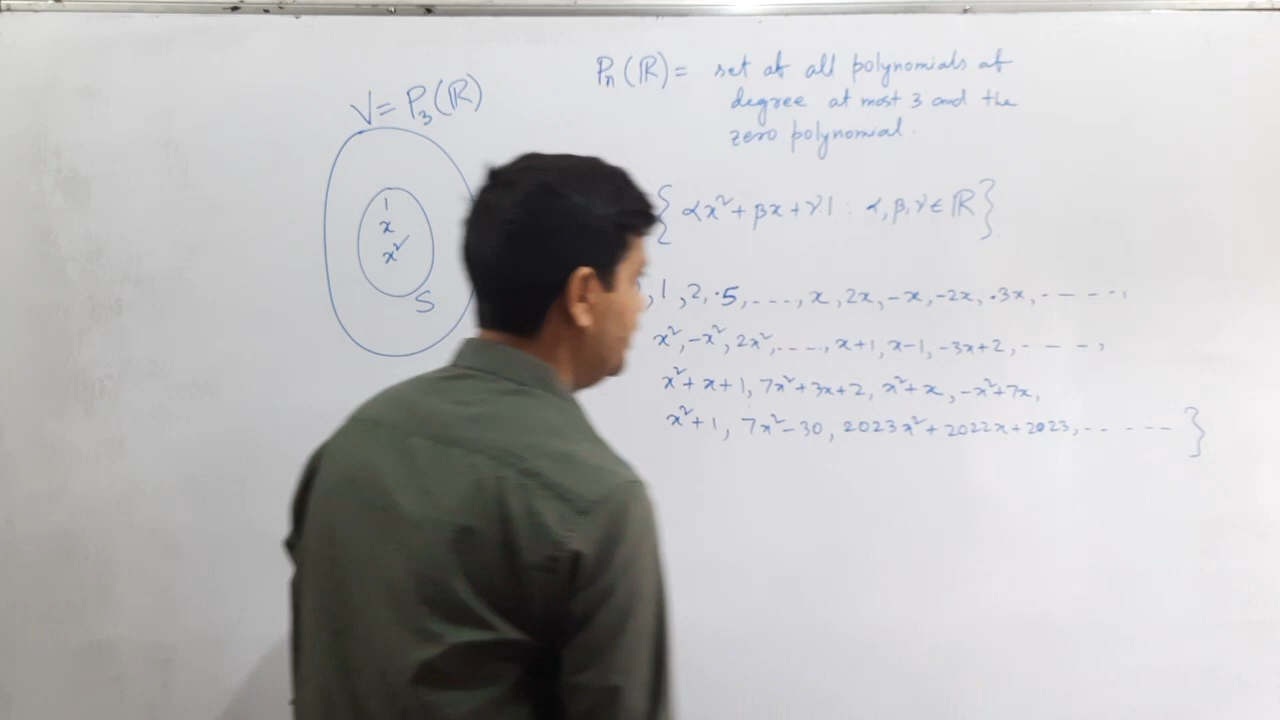 V = P₃(ℝ)
1
x
x²
S
Pₙ(ℝ) = set of all polynomials of
degree at most 3 and the
zero polynomial.
{ αx² + βx + γ1 : α, β, γ ∈ ℝ }
, 1, 2, .5, ...., x, 2x, -x, -2x, .3x, -----,
x², -x², 2x², ----, x+1, x-1, -3x+2, ----,
x²+x+1, 7x²+3x+2, x²+x, -x²+7x,
x²+1, 7x²-30, 2023x²+2022x+2023, ------ }